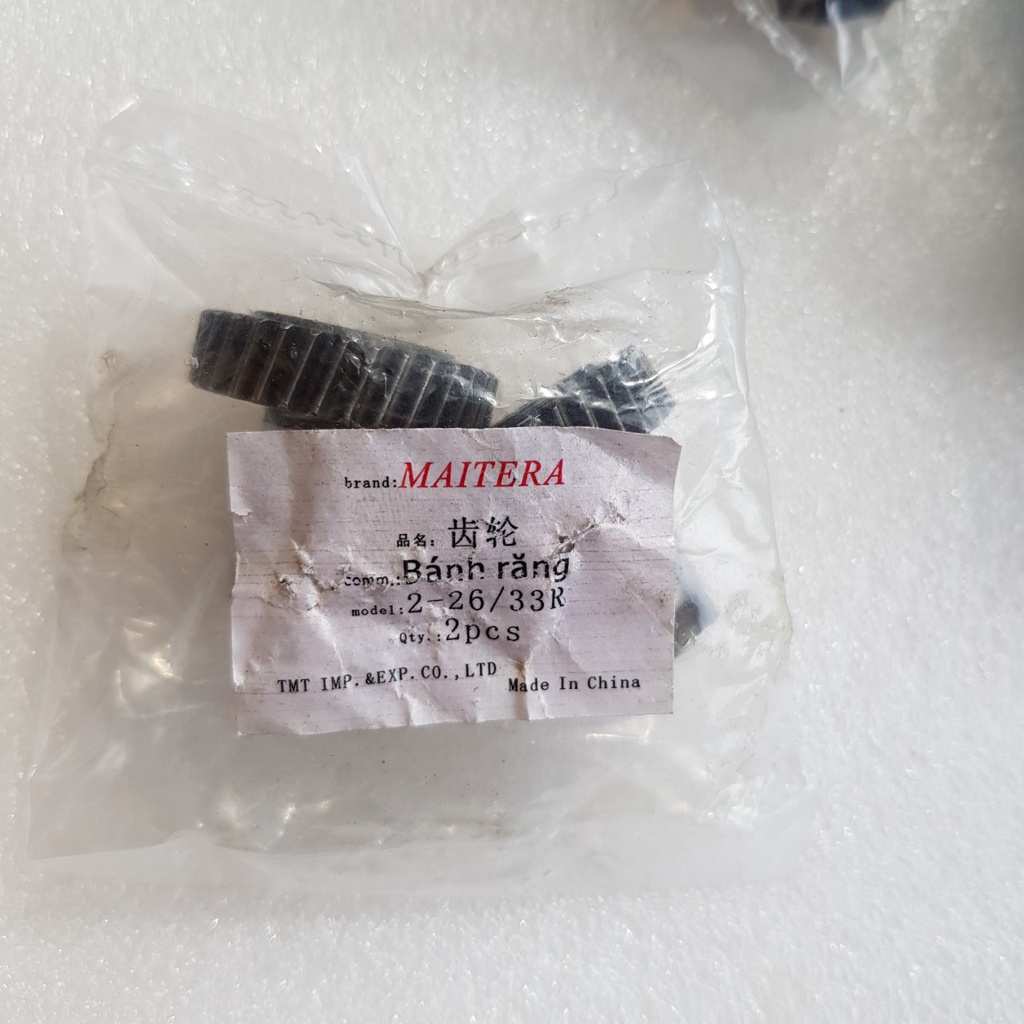 brand:MAITERA
品名: 齿轮
comm,:Bánh răng
model:2-26/33R
Qty.:2pcs
TMT IMP.&EXP.CO.,LTD
Made In China